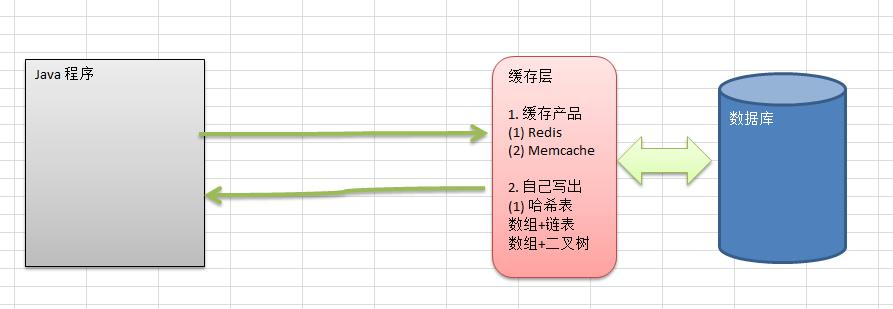 Java 程序
缓存层
1. 缓存产品
(1) Redis
(2) Memcache
2. 自己写出
(1) 哈希表
数组+链表
数组+二叉树
数据库